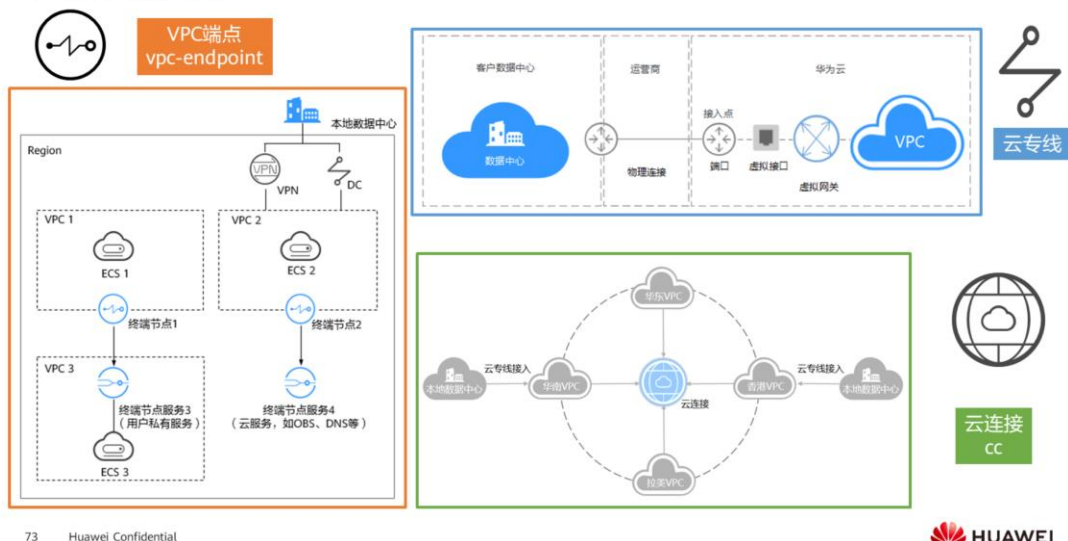 VPC端点
vpc-endpoint
本地数据中心
Region
VPN
VPN
DC
VPC 1
VPC 2
ECS 1
ECS 2
终端节点1
终端节点2
VPC 3
终端节点服务3
（用户私有服务）
终端节点服务4
（云服务，如OBS、DNS等）
ECS 3
客户数据中心
运营商
华为云
数据中心
物理连接
接入点
端口
虚拟接口
虚拟网关
VPC
云专线
华东VPC
云专线接入
云专线接入
本地数据中心
华南VPC
云连接
香港VPC
本地数据中心
拉美VPC
云连接
cc
73 Huawei Confidential
HUAWEI